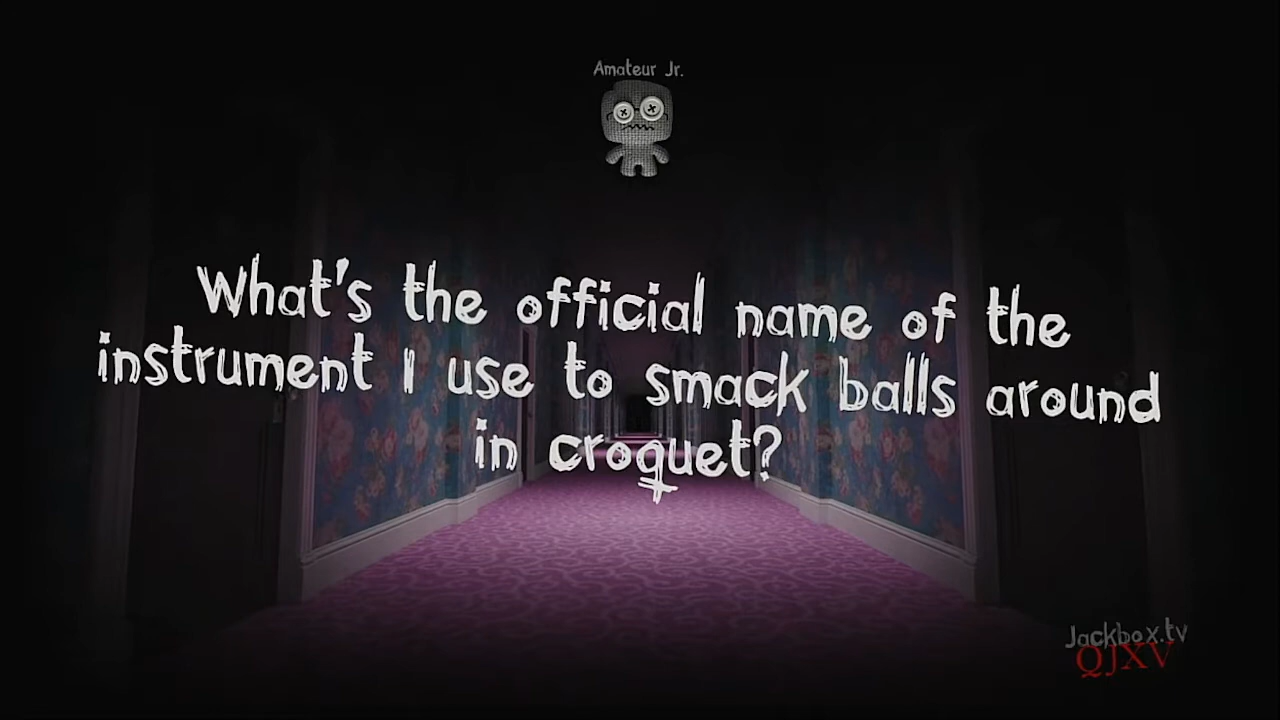 Amateur Jr.
What's the official name of the
instrument I use to smack balls around
in croquet?
Jackbox.tv
QJXV